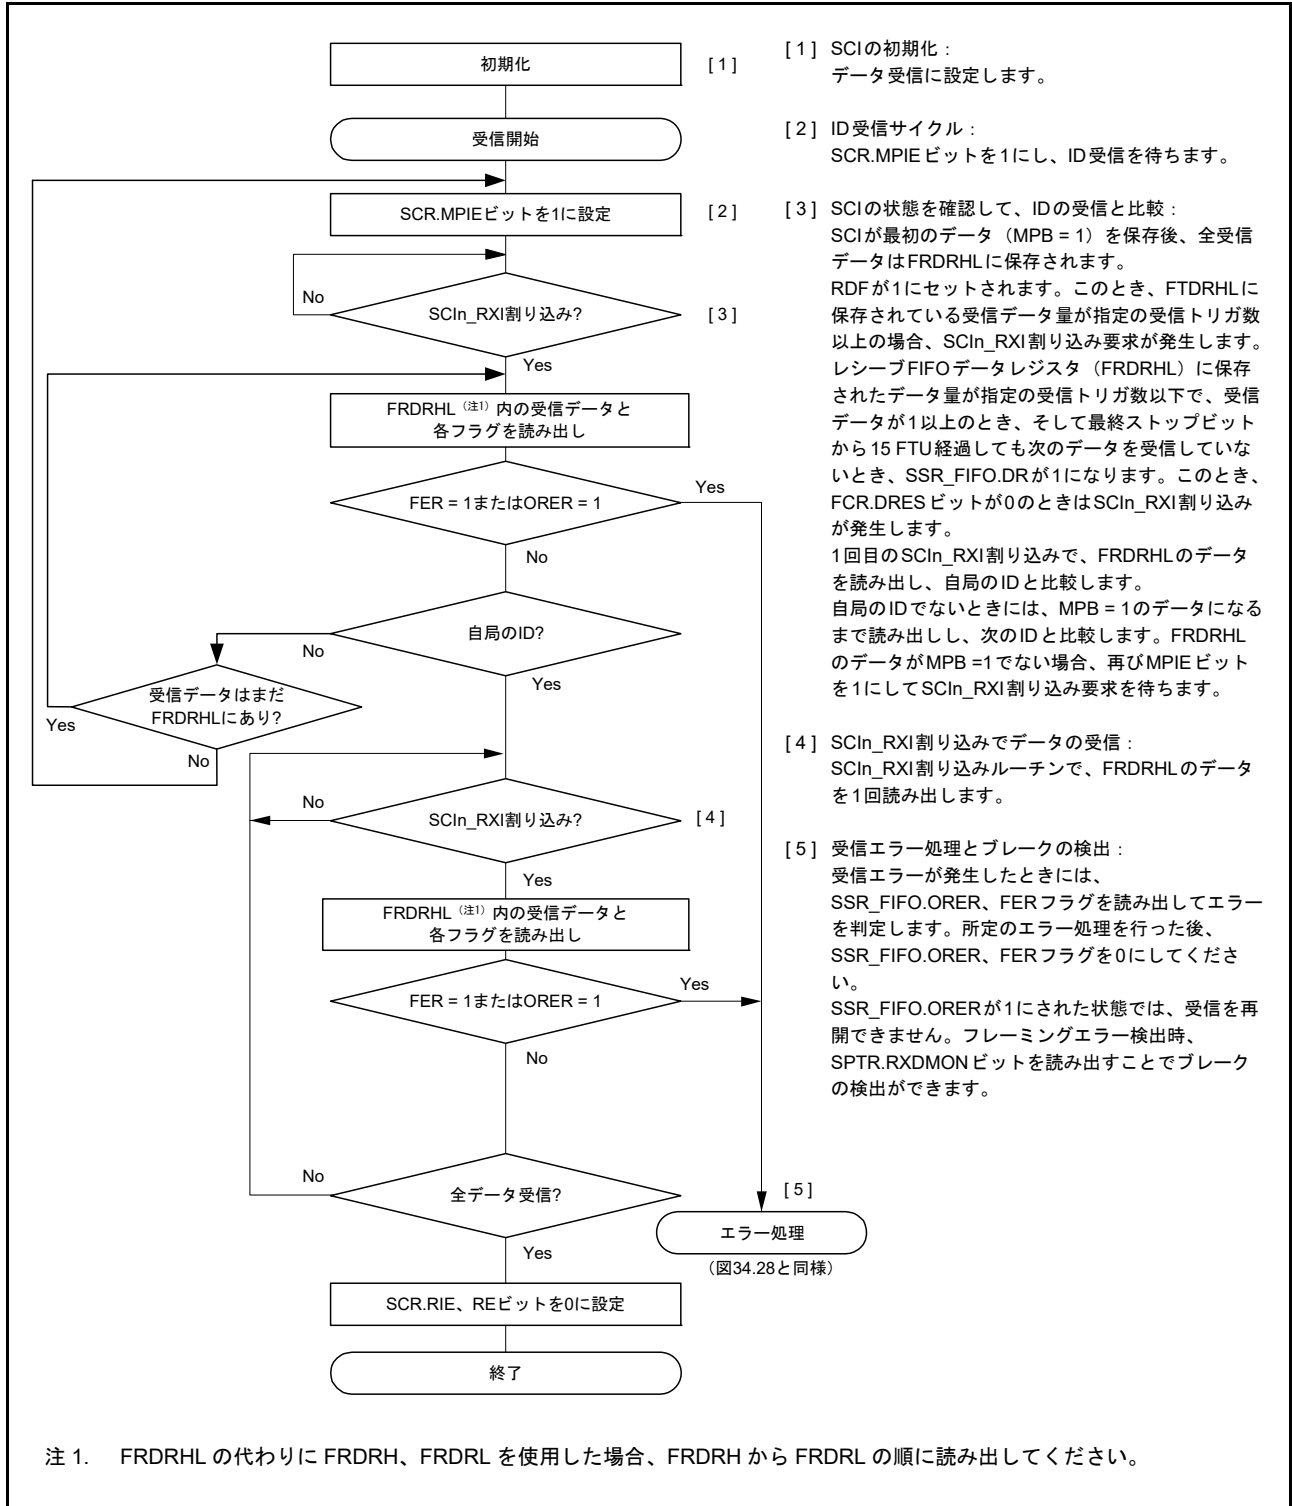 初期化
[ 1 ]
受信開始
SCR.MPIEビットを1に設定
[ 2 ]
No
SCIn_RXI割り込み?
[ 3 ]
Yes
FRDRHL（注1）内の受信データと
各フラグを読み出し
FER = 1またはORER = 1
Yes
No
自局のID?
No
Yes
受信データはまだ
FRDRHLにあり?
Yes
No
No
SCIn_RXI割り込み?
[ 4 ]
Yes
FRDRHL（注1）内の受信データと
各フラグを読み出し
Yes
FER = 1またはORER = 1
No
No
全データ受信?
Yes
[ 5 ]
エラー処理
（図34.28と同様）
SCR.RIE、REビットを0に設定
終了
[ 1 ] SCIの初期化：
データ受信に設定します。
[ 2 ] ID受信サイクル：
SCR.MPIEビットを1にし、ID受信を待ちます。
[ 3 ] SCIの状態を確認して、IDの受信と比較：
SCIが最初のデータ（MPB = 1）を保存後、全受信
データはFRDRHLに保存されます。
RDFが1にセットされます。このとき、FTDRHLに
保存されている受信データ量が指定の受信トリガ数
以上の場合、SCIn_RXI割り込み要求が発生します。
レシーブFIFOデータレジスタ（FRDRHL）に保存
されたデータ量が指定の受信トリガ数以下で、受信
データが1以上のとき、そして最終ストップビット
から15 FTU経過しても次のデータを受信していな
いとき、SSR_FIFO.DRが1になります。このとき、
FCR.DRESビットが0のときはSCIn_RXI割り込み
が発生します。
1回目のSCIn_RXI割り込みで、FRDRHLのデータ
を読み出し、自局のIDと比較します。
自局のIDでないときには、MPB = 1のデータになる
まで読み出しし、次のIDと比較します。FRDRHL
のデータがMPB =1でない場合、再びMPIEビット
を1にしてSCIn_RXI割り込み要求を待ちます。
[ 4 ] SCIn_RXI割り込みでデータの受信：
SCIn_RXI割り込みルーチンで、FRDRHLのデータ
を1回読み出します。
[ 5 ] 受信エラー処理とブレークの検出：
受信エラーが発生したときには、
SSR_FIFO.ORER、FERフラグを読み出してエラー
を判定します。所定のエラー処理を行った後、
SSR_FIFO.ORER、FERフラグを0にしてくださ
い。
SSR_FIFO.ORERが1にされた状態では、受信を再
開できません。フレーミングエラー検出時、
SPTR.RXDMONビットを読み出すことでブレーク
の検出ができます。
注 1. FRDRHL の代わりに FRDRH、FRDRL を使用した場合、FRDRH から FRDRL の順に読み出してください。